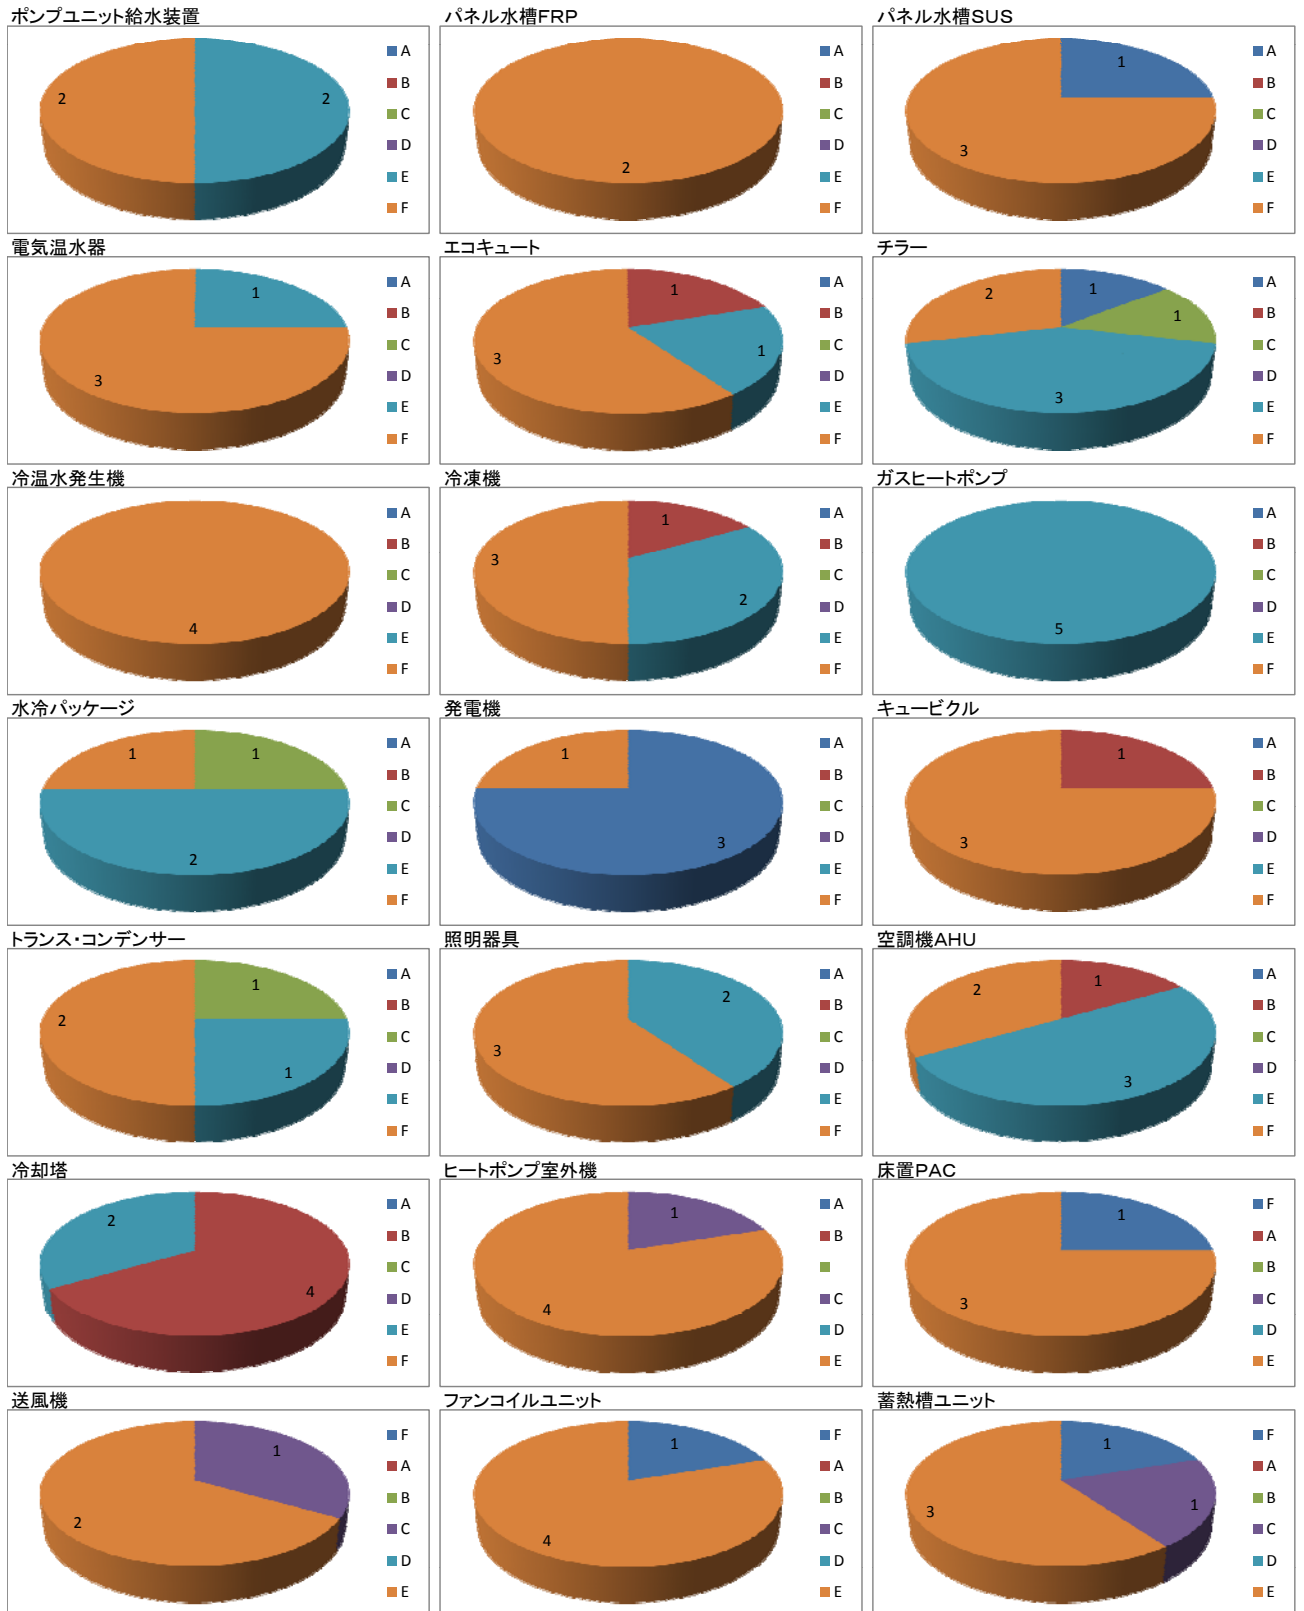 ポンプユニット給水装置
2
2
A
B
C
D
E
F
パネル水槽FRP
2
A
B
C
D
E
F
パネル水槽SUS
1
3
A
B
C
D
E
F
電気温水器
1
3
A
B
C
D
E
F
エコキュート
1
1
3
A
B
C
D
E
F
チラー
1
1
3
2
A
B
C
D
E
F
冷温水発生機
4
A
B
C
D
E
F
冷凍機
1
2
3
A
B
C
D
E
F
ガスヒートポンプ
5
A
B
C
D
E
F
水冷パッケージ
1
1
2
A
B
C
D
E
F
発電機
1
3
A
B
C
D
E
F
キュービクル
1
3
A
B
C
D
E
F
トランス・コンデンサー
1
1
2
A
B
C
D
E
F
照明器具
2
3
A
B
C
D
E
F
空調機AHU
1
2
3
A
B
C
D
E
F
冷却塔
2
4
A
B
C
D
E
F
ヒートポンプ室外機
1
4
A
B
C
D
E
床置PAC
1
3
F
A
B
C
D
E
送風機
1
2
F
A
B
C
D
E
ファンコイルユニット
1
4
F
A
B
C
D
E
蓄熱槽ユニット
1
1
3
F
A
B
C
D
E